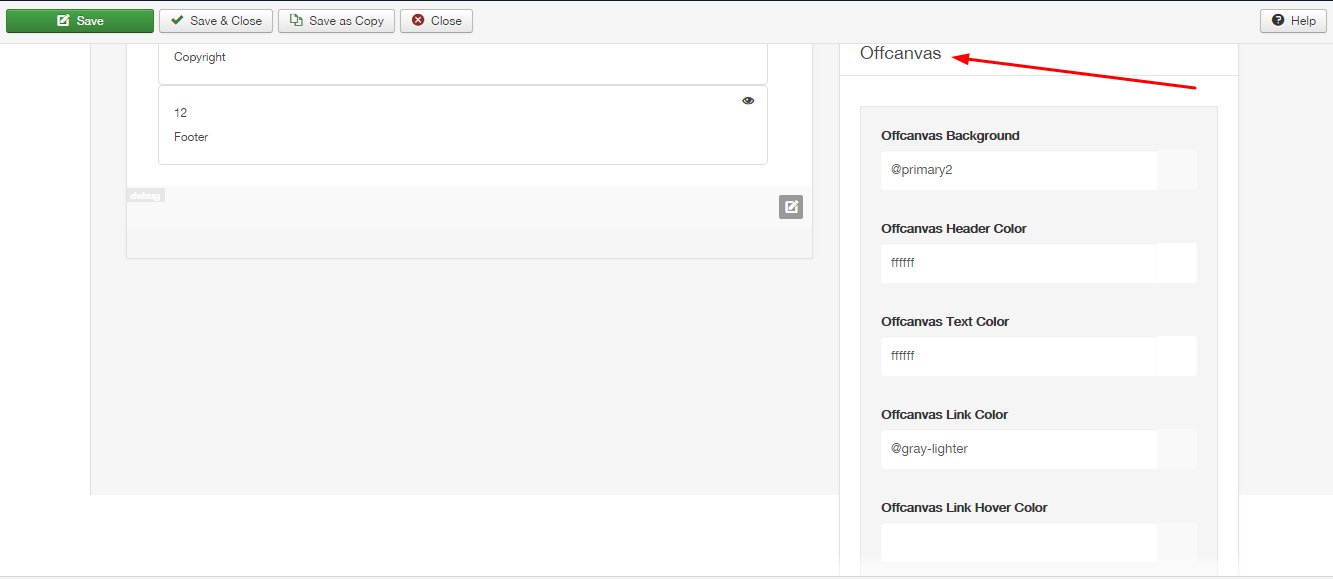 Save
Save & Close
Save as Copy
Close
Help
Copyright
12
Footer
debug
Offcanvas
Offcanvas Background
@primary2
Offcanvas Header Color
ffffff
Offcanvas Text Color
ffffff
Offcanvas Link Color
@gray-lighter
Offcanvas Link Hover Color